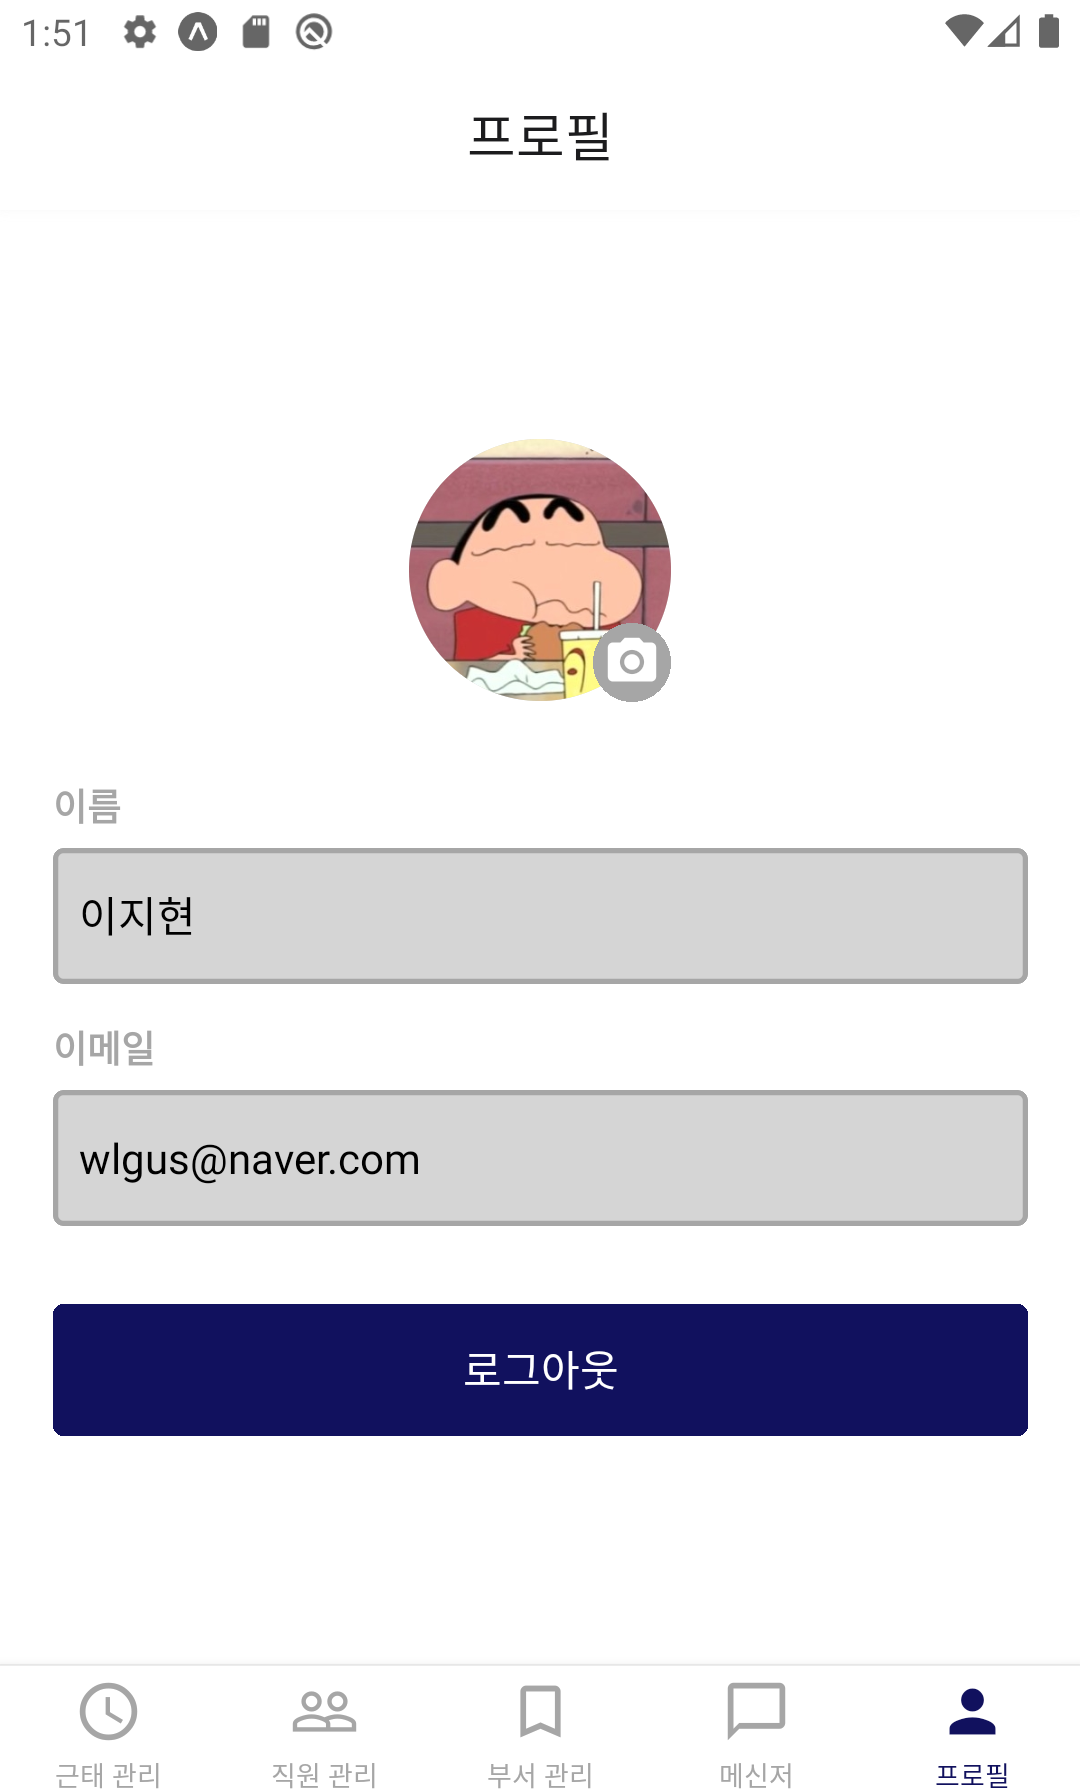 1:51
프로필
이름
이지현
이메일
wlgus@naver.com
로그아웃
근태 관리
직원 관리
부서 관리
메신저
프로필